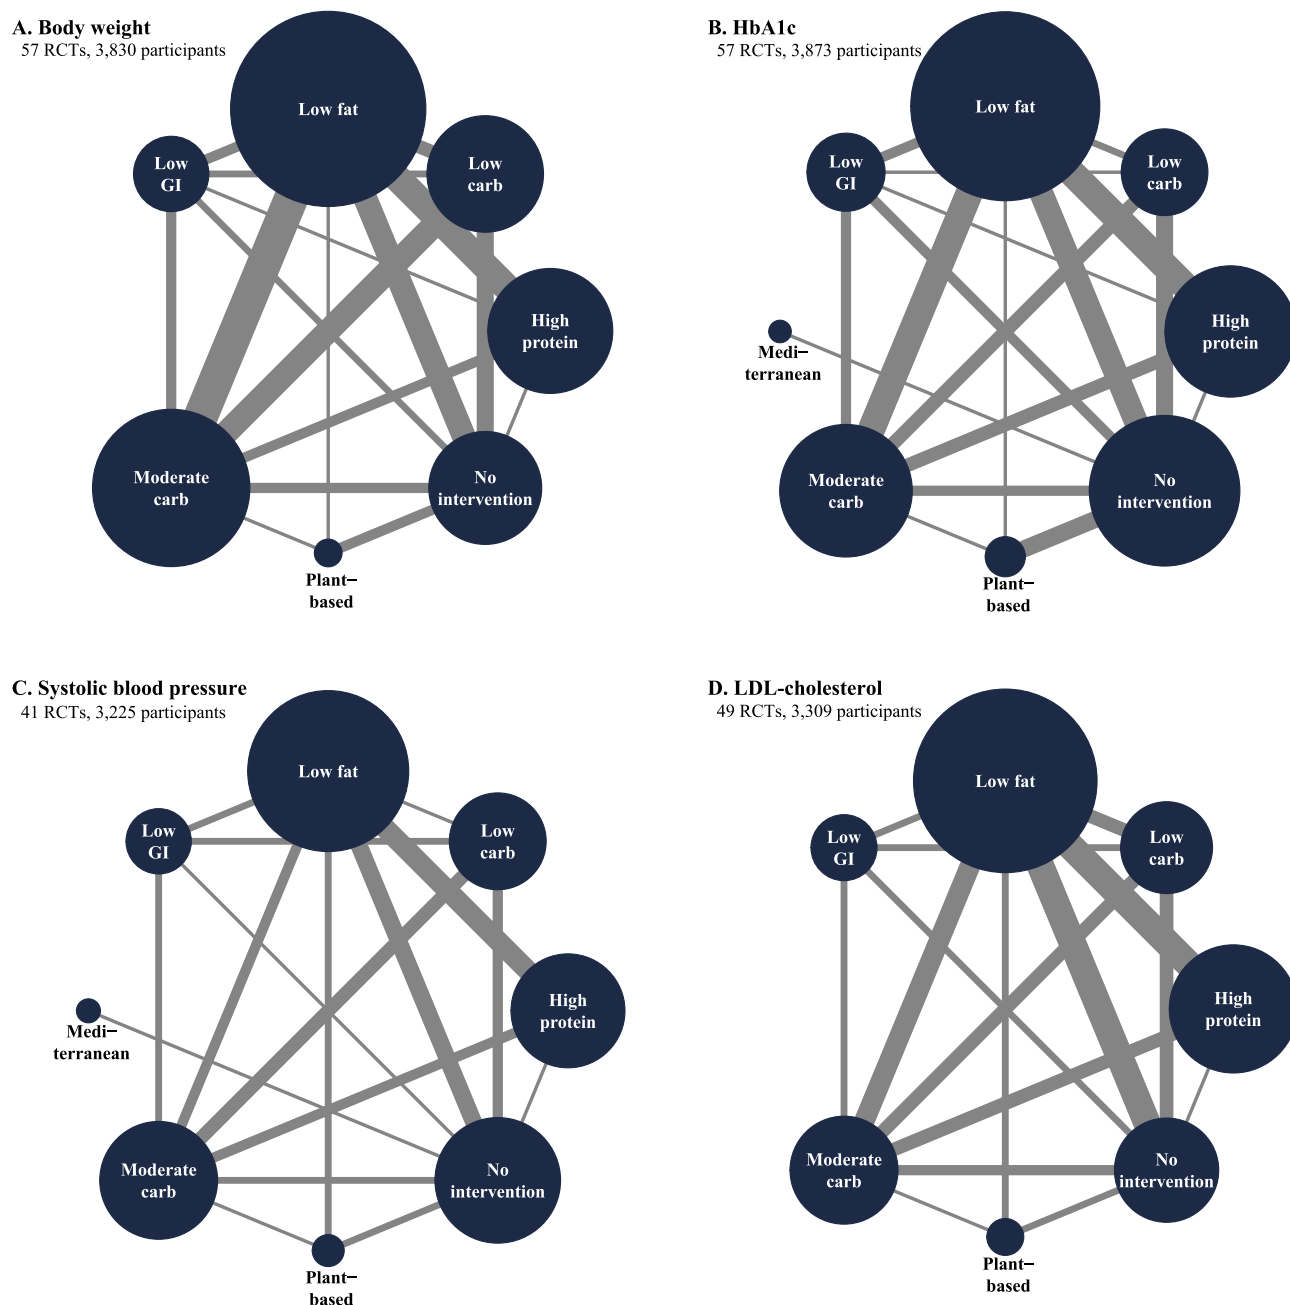 A. Body weight
57 RCTs, 3,830 participants
Low fat
Low
GI
Low
carb
High
protein
Moderate
carb
No
intervention
Plant–
based
B. HbA1c
57 RCTs, 3,873 participants
Low fat
Low
GI
Low
carb
Medi–
terranean
High
protein
Moderate
carb
No
intervention
Plant–
based
C. Systolic blood pressure
41 RCTs, 3,225 participants
Low fat
Low
GI
Low
carb
Medi–
terranean
High
protein
Moderate
carb
No
intervention
Plant–
based
D. LDL-cholesterol
49 RCTs, 3,309 participants
Low fat
Low
GI
Low
carb
High
protein
Moderate
carb
No
intervention
Plant–
based